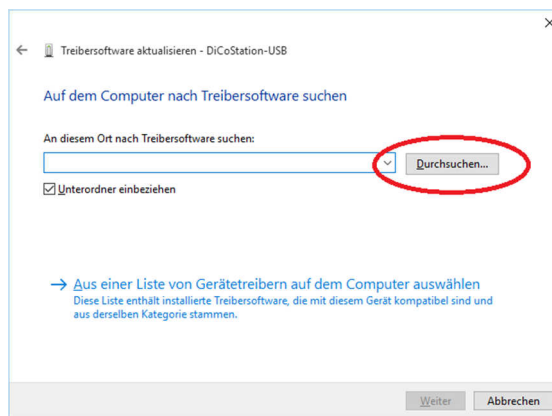 Treibersoftware aktualisieren - DiCoStation-USB
Auf dem Computer nach Treibersoftware suchen
An diesem Ort nach Treibersoftware suchen:
Durchsuchen...
Unterordner einbeziehen
Aus einer Liste von Gerätetreibern auf dem Computer auswählen
Diese Liste enthält installierte Treibersoftware, die mit diesem Gerät kompatibel sind und
aus derselben Kategorie stammen.
Weiter Abbrechen